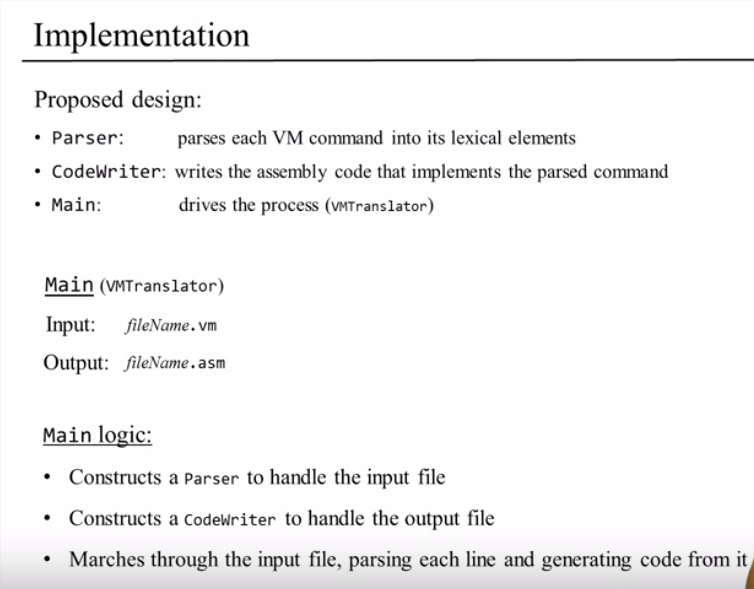 Implementation
Proposed design:
• Parser: parses each VM command into its lexical elements
• CodeWriter: writes the assembly code that implements the parsed command
• Main: drives the process (VMTranslator)
Main (VMTranslator)
Input: fileName.vm
Output: fileName.asm
Main logic:
• Constructs a Parser to handle the input file
• Constructs a CodeWriter to handle the output file
• Marches through the input file, parsing each line and generating code from it